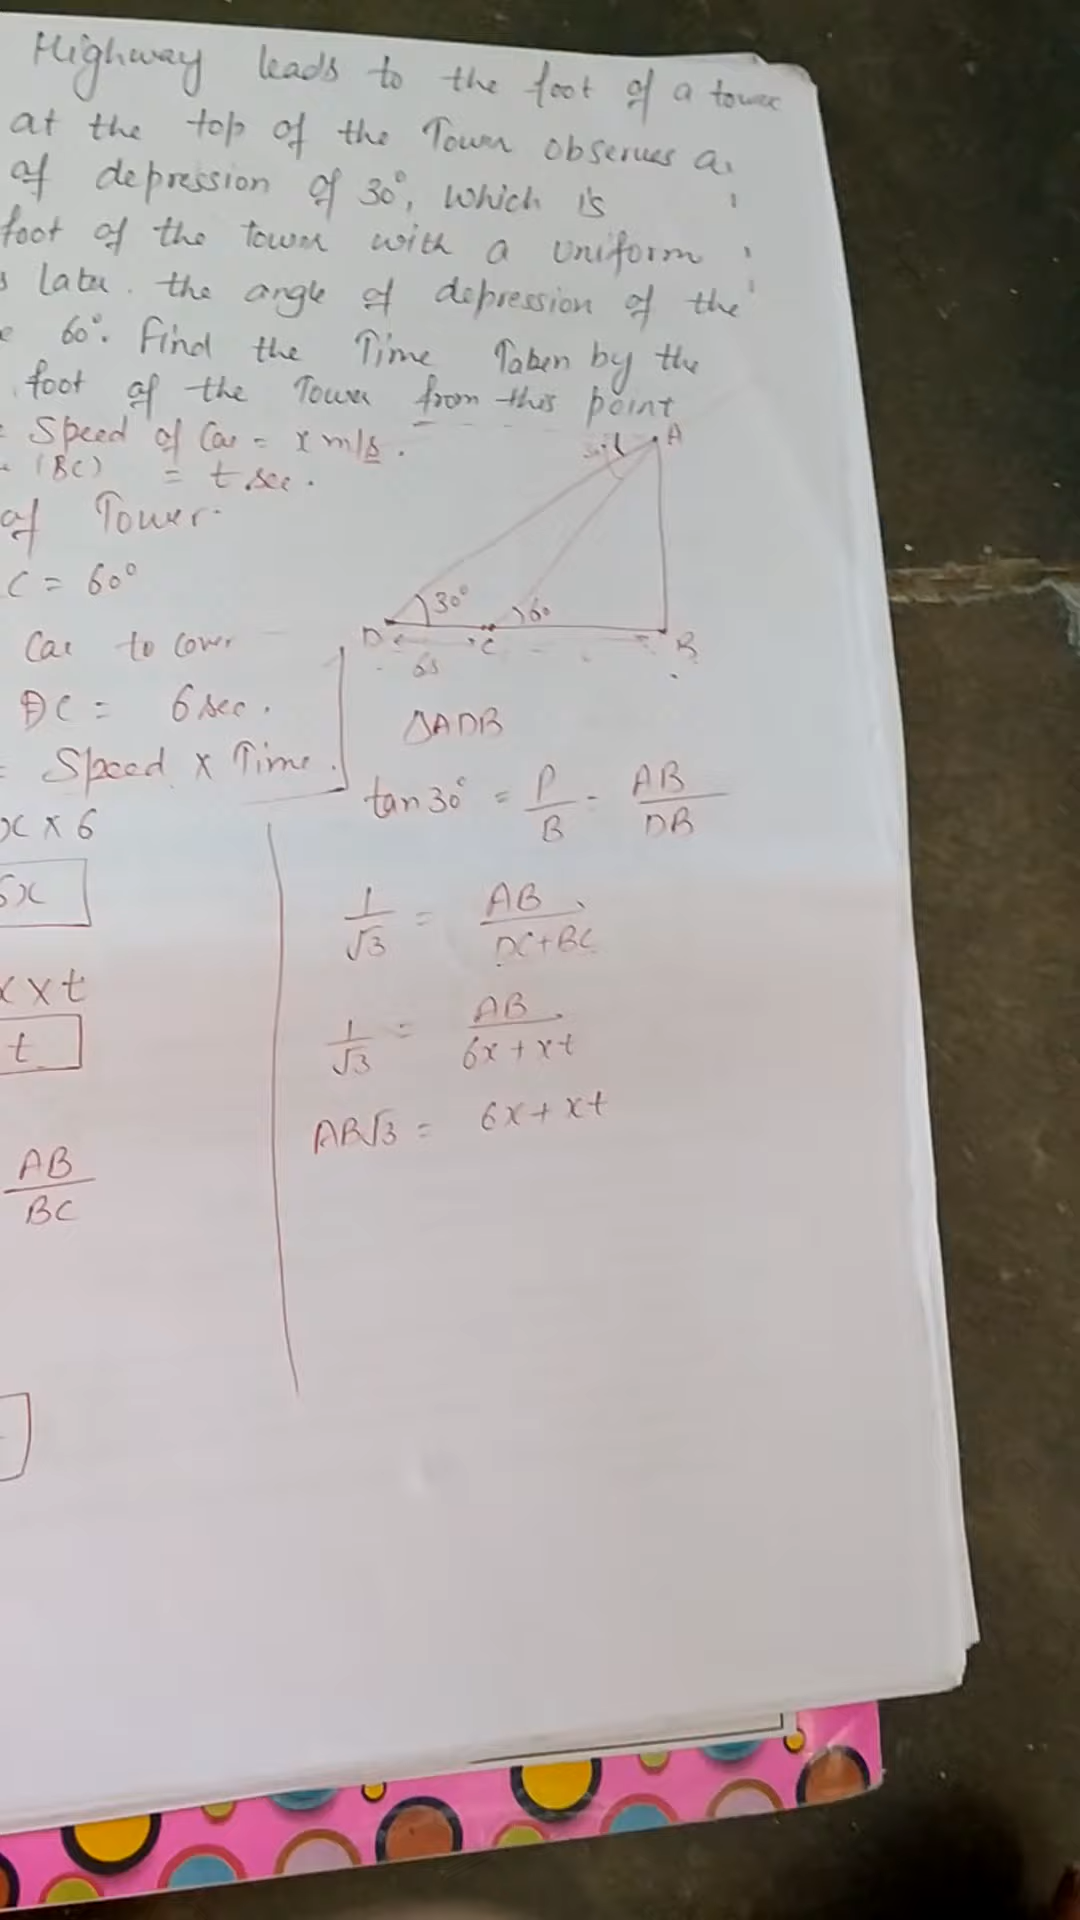 Highway leads to the foot of a tower
at the top of the Tower observes a
of depression of 30°, which is
foot of the tower with a uniform
s later. the angle of depression of the
e 60°. Find the Time Taken by the
foot of the Tower from this point
= Speed of Car = x m/s.
(BC) = t sec.
of Tower.
C = 60°
Car to cover
DC = 6 sec.
= Speed x Time.
x x 6
6x
x x t
t
AB
BC
A
30°
60
D
C
B
6s
ΔADB
tan 30° = P/B = AB/DB
1/√3 = AB/DC+BC
1/√3 = AB/6x+xt
AB√3 = 6x+xt